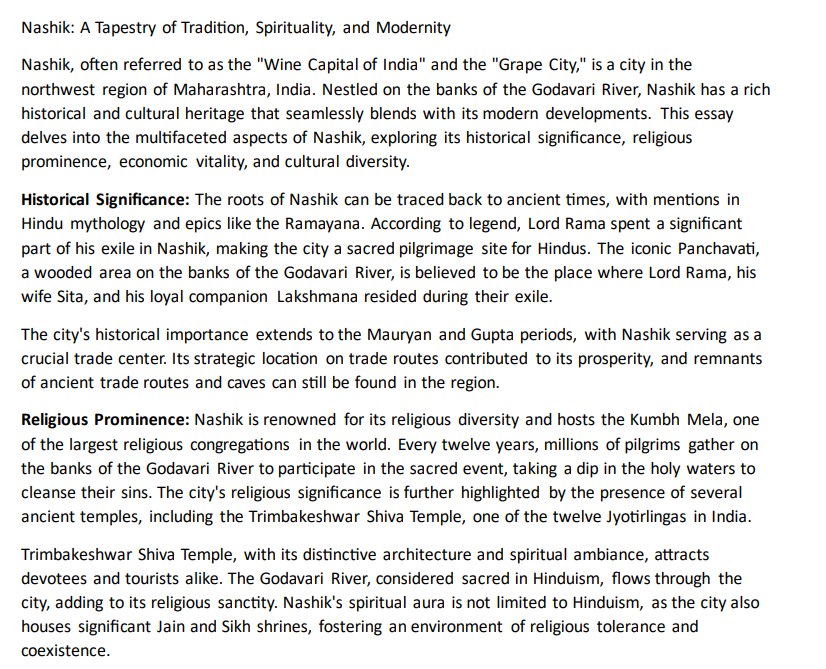 Nashik: A Tapestry of Tradition, Spirituality, and Modernity
Nashik, often referred to as the "Wine Capital of India" and the "Grape City," is a city in the
northwest region of Maharashtra, India. Nestled on the banks of the Godavari River, Nashik has a rich
historical and cultural heritage that seamlessly blends with its modern developments. This essay
delves into the multifaceted aspects of Nashik, exploring its historical significance, religious
prominence, economic vitality, and cultural diversity.
Historical Significance: The roots of Nashik can be traced back to ancient times, with mentions in
Hindu mythology and epics like the Ramayana. According to legend, Lord Rama spent a significant
part of his exile in Nashik, making the city a sacred pilgrimage site for Hindus. The iconic Panchavati,
a wooded area on the banks of the Godavari River, is believed to be the place where Lord Rama, his
wife Sita, and his loyal companion Lakshmana resided during their exile.
The city's historical importance extends to the Mauryan and Gupta periods, with Nashik serving as a
crucial trade center. Its strategic location on trade routes contributed to its prosperity, and remnants
of ancient trade routes and caves can still be found in the region.
Religious Prominence: Nashik is renowned for its religious diversity and hosts the Kumbh Mela, one
of the largest religious congregations in the world. Every twelve years, millions of pilgrims gather on
the banks of the Godavari River to participate in the sacred event, taking a dip in the holy waters to
cleanse their sins. The city's religious significance is further highlighted by the presence of several
ancient temples, including the Trimbakeshwar Shiva Temple, one of the twelve Jyotirlingas in India.
Trimbakeshwar Shiva Temple, with its distinctive architecture and spiritual ambiance, attracts
devotees and tourists alike. The Godavari River, considered sacred in Hinduism, flows through the
city, adding to its religious sanctity. Nashik's spiritual aura is not limited to Hinduism, as the city also
houses significant Jain and Sikh shrines, fostering an environment of religious tolerance and
coexistence.